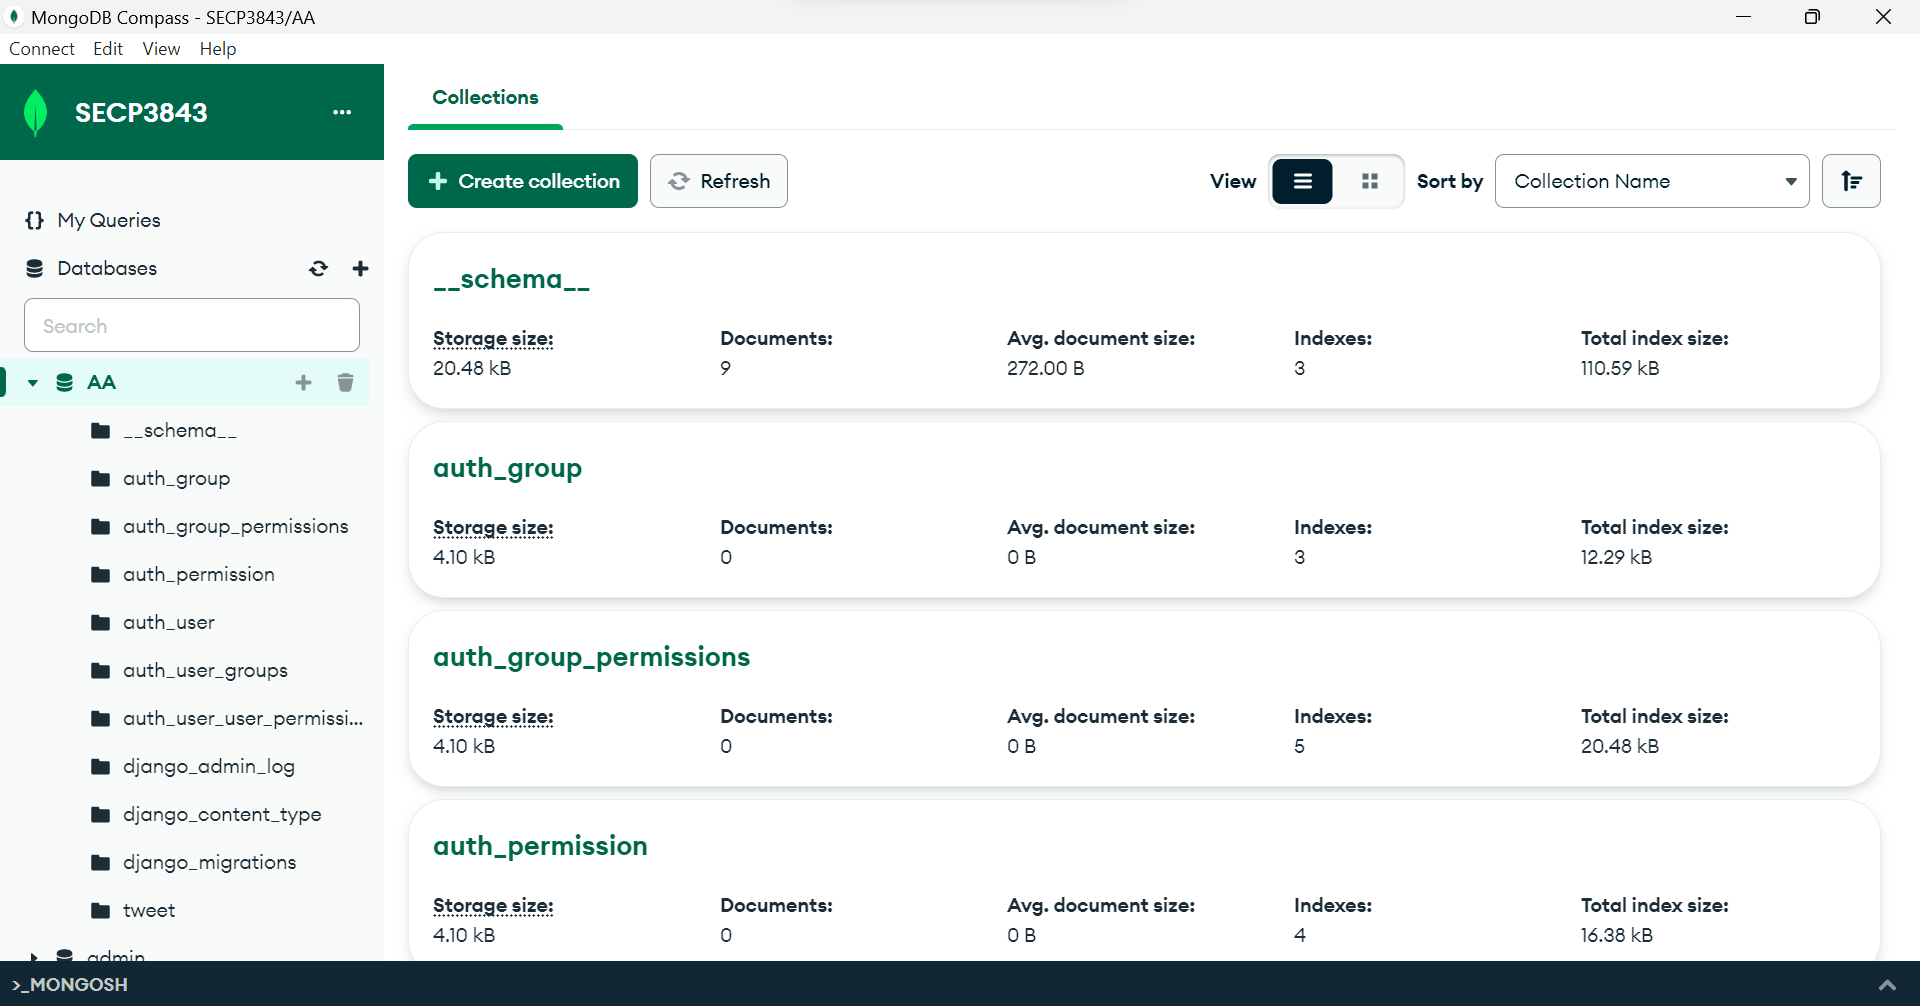 MongoDB Compass - SECP3843/AA
Connect Edit View Help
SECP3843
My Queries
Databases
Search
AA
__schema__
auth_group
auth_group_permissions
auth_permission
auth_user
auth_user_groups
auth_user_user_permissi...
django_admin_log
django_content_type
django_migrations
tweet
admin
Collections
Create collection Refresh View Sort by Collection Name
__schema__
Storage size: Documents: Avg. document size: Indexes: Total index size:
20.48 kB 9 272.00 B 3 110.59 kB
auth_group
Storage size: Documents: Avg. document size: Indexes: Total index size:
4.10 kB 0 0 B 3 12.29 kB
auth_group_permissions
Storage size: Documents: Avg. document size: Indexes: Total index size:
4.10 kB 0 0 B 5 20.48 kB
auth_permission
Storage size: Documents: Avg. document size: Indexes: Total index size:
4.10 kB 0 0 B 4 16.38 kB
>_MONGOSH